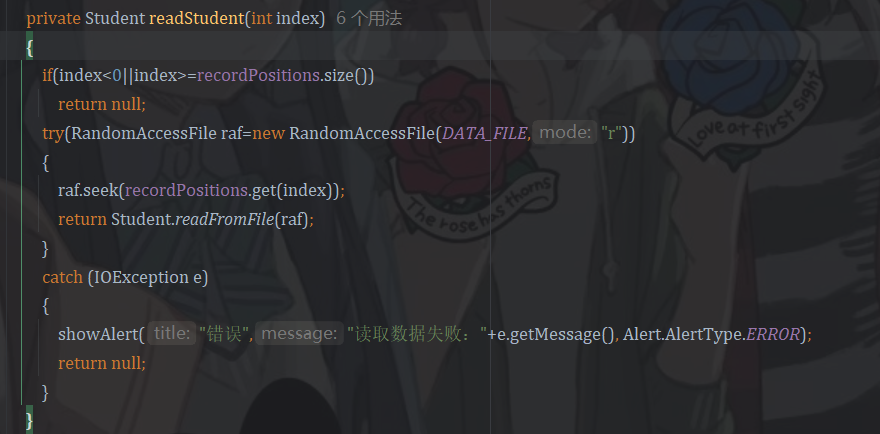 private Student readStudent(int index) 6 个用法
{
if(index<0||index>=recordPositions.size())
return null;
try(RandomAccessFile raf=new RandomAccessFile(DATA_FILE, mode: "r"))
{
raf.seek(recordPositions.get(index));
return Student.readFromFile(raf);
}
catch (IOException e)
{
showAlert( title: "错误", message: "读取数据失败："+e.getMessage(), Alert.AlertType.ERROR);
return null;
}
}
Love at first sight
The rose has thorns